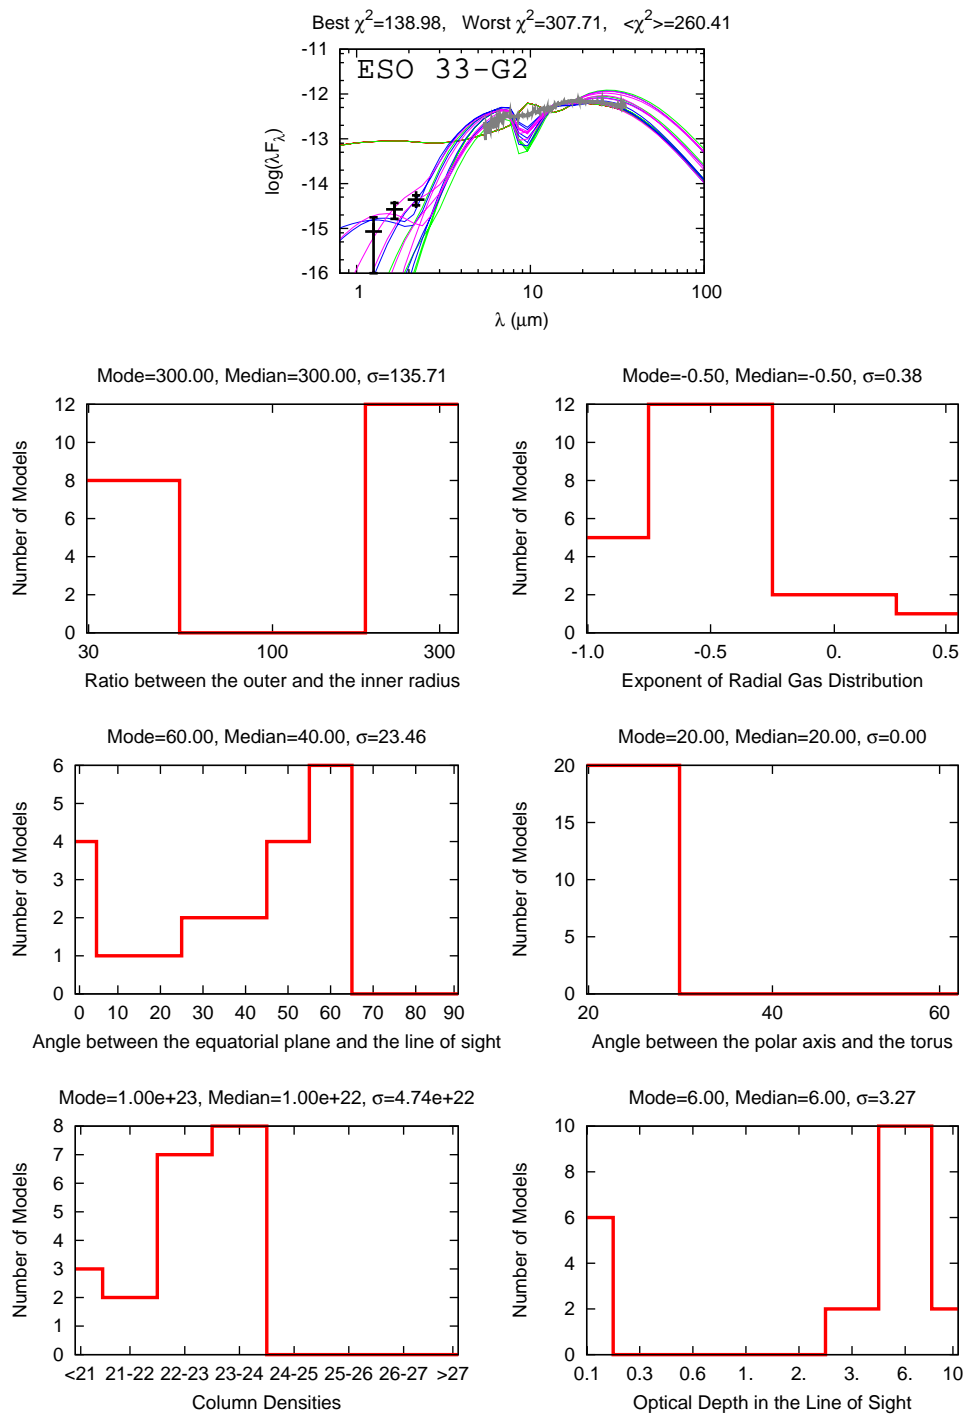 Best χ²=138.98, Worst χ²=307.71, <χ²>=260.41
ESO 33-G2
log(λFλ)
-11
-12
-13
-14
-15
-16
1 10 100
λ (μm)
Mode=300.00, Median=300.00, σ=135.71
Number of Models
12
10
8
6
4
2
0
30 100 300
Ratio between the outer and the inner radius
Mode=-0.50, Median=-0.50, σ=0.38
Number of Models
12
10
8
6
4
2
0
-1.0 -0.5 0. 0.5
Exponent of Radial Gas Distribution
Mode=60.00, Median=40.00, σ=23.46
Number of Models
6
5
4
3
2
1
0
0 10 20 30 40 50 60 70 80 90
Angle between the equatorial plane and the line of sight
Mode=20.00, Median=20.00, σ=0.00
Number of Models
20
15
10
5
0
20 40 60
Angle between the polar axis and the torus
Mode=1.00e+23, Median=1.00e+22, σ=4.74e+22
Number of Models
8
7
6
5
4
3
2
1
0
<21 21-22 22-23 23-24 24-25 25-26 26-27 >27
Column Densities
Mode=6.00, Median=6.00, σ=3.27
Number of Models
10
8
6
4
2
0
0.1 0.3 0.6 1. 2. 3. 6. 10
Optical Depth in the Line of Sight